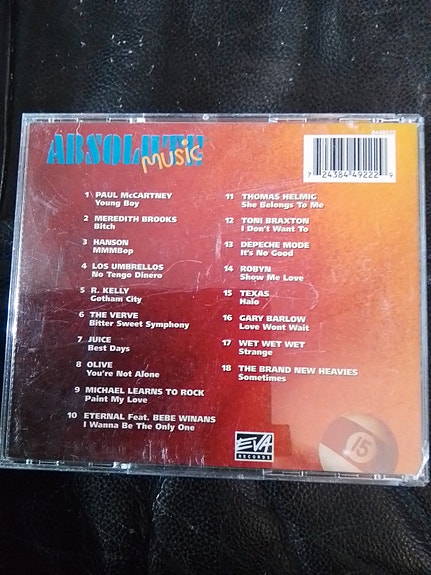 ABSOLUTE
MUSIC
7 24384 49222 9
1 PAUL McCARTNEY
Young Boy
2 MEREDITH BROOKS
Bitch
3 HANSON
MMMBop
4 LOS UMBRELLOS
No Tengo Dinero
5 R. KELLY
Gotham City
6 THE VERVE
Bitter Sweet Symphony
7 JUICE
Best Days
8 OLIVE
You're Not Alone
9 MICHAEL LEARNS TO ROCK
Paint My Love
10 ETERNAL Feat. BEBE WINANS
I Wanna Be The Only One
11 THOMAS HELMIG
She Belongs To Me
12 TONI BRAXTON
I Don't Want To
13 DEPECHE MODE
It's No Good
14 ROBYN
Show Me Love
15 TEXAS
Halo
16 GARY BARLOW
Love Wont Wait
17 WET WET WET
Strange
18 THE BRAND NEW HEAVIES
Sometimes
EVA
RECORDS
15